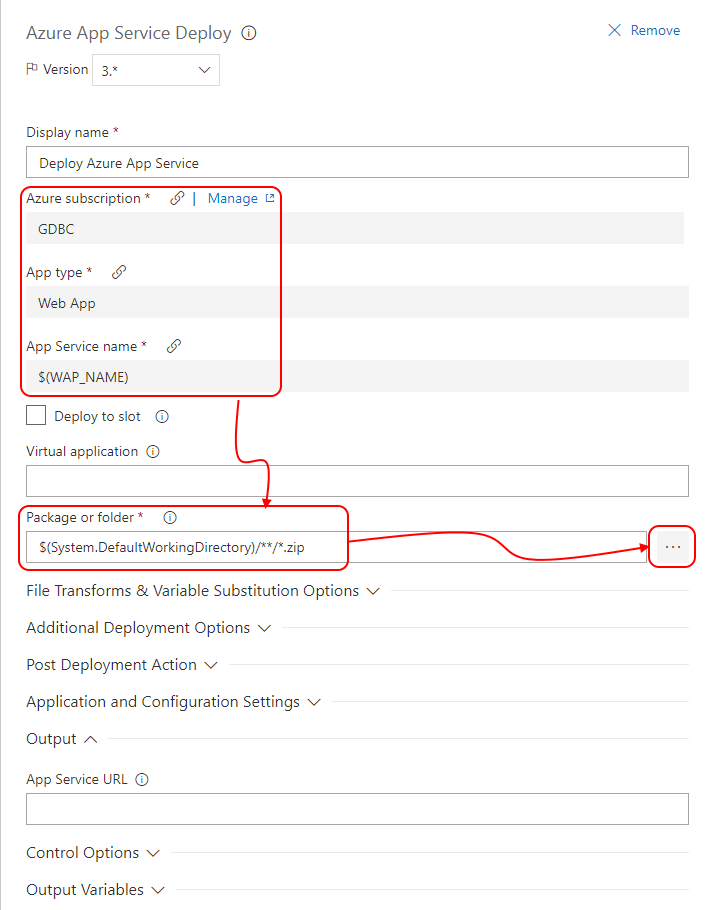 Azure App Service Deploy
Remove
Version 3.*
Display name *
Deploy Azure App Service
Azure subscription * | Manage
GDBC
App type *
Web App
App Service name *
$(WAP_NAME)
Deploy to slot
Virtual application
Package or folder *
$(System.DefaultWorkingDirectory)/**/*.zip
...
File Transforms & Variable Substitution Options
Additional Deployment Options
Post Deployment Action
Application and Configuration Settings
Output
App Service URL
Control Options
Output Variables